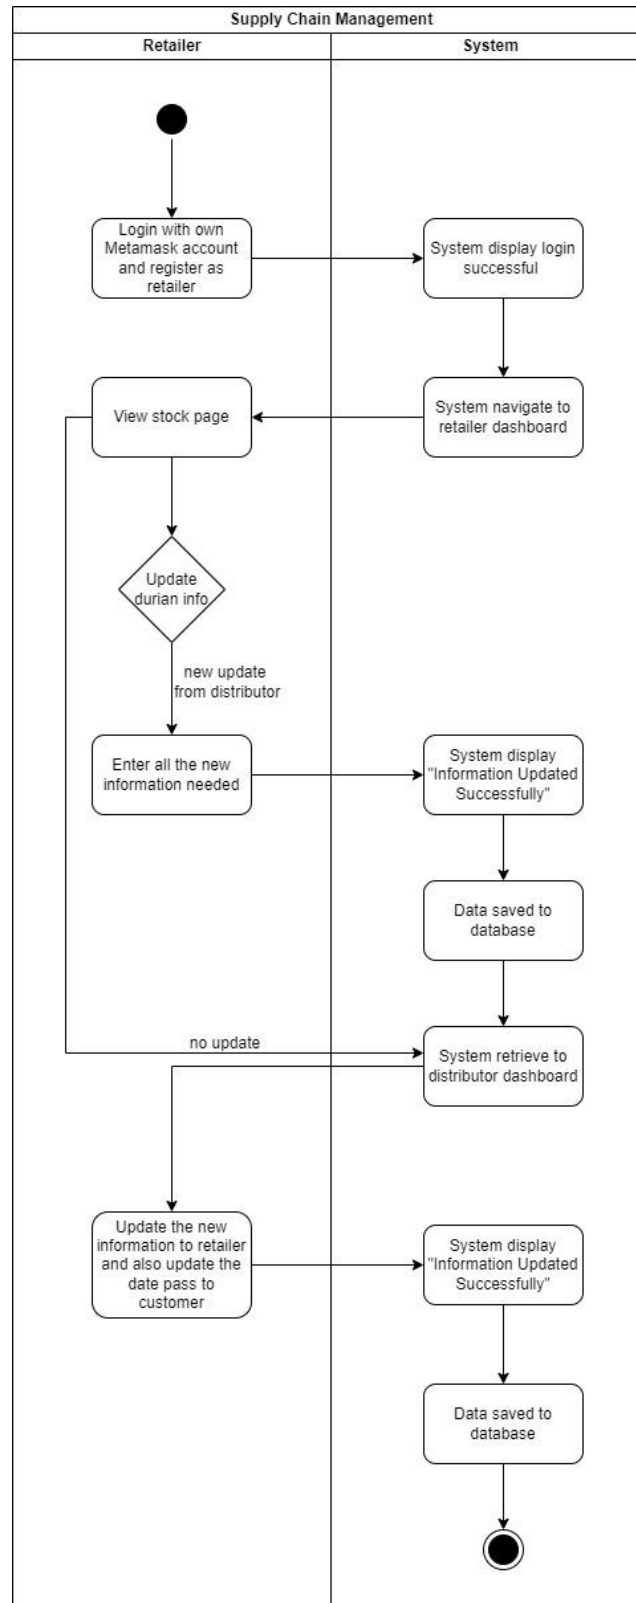 Supply Chain Management
Retailer
System
Login with own
Metamask account
and register as
retailer
System display login
successful
View stock page
System navigate to
retailer dashboard
Update
durian info
new update
from distributor
Enter all the new
information needed
System display
"Information Updated
Successfully"
Data saved to
database
no update
System retrieve to
distributor dashboard
Update the new
information to retailer
and also update the
date pass to
customer
System display
"Information Updated
Successfully"
Data saved to
database